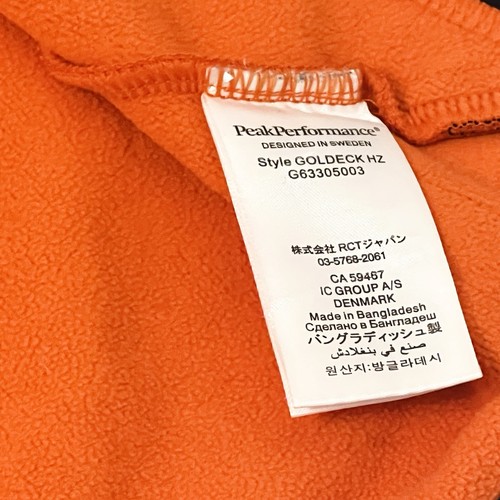 PeakPerformance®
DESIGNED IN SWEDEN
Style GOLDECK HZ
G63305003
株式会社 RCTジャパン
03-5768-2061
CA 59467
IC GROUP A/S
DENMARK
Made in Bangladesh
Сделано в Бангладеш
バングラディッシュ製
صنع في بنغلادش
원산지:방글라데시